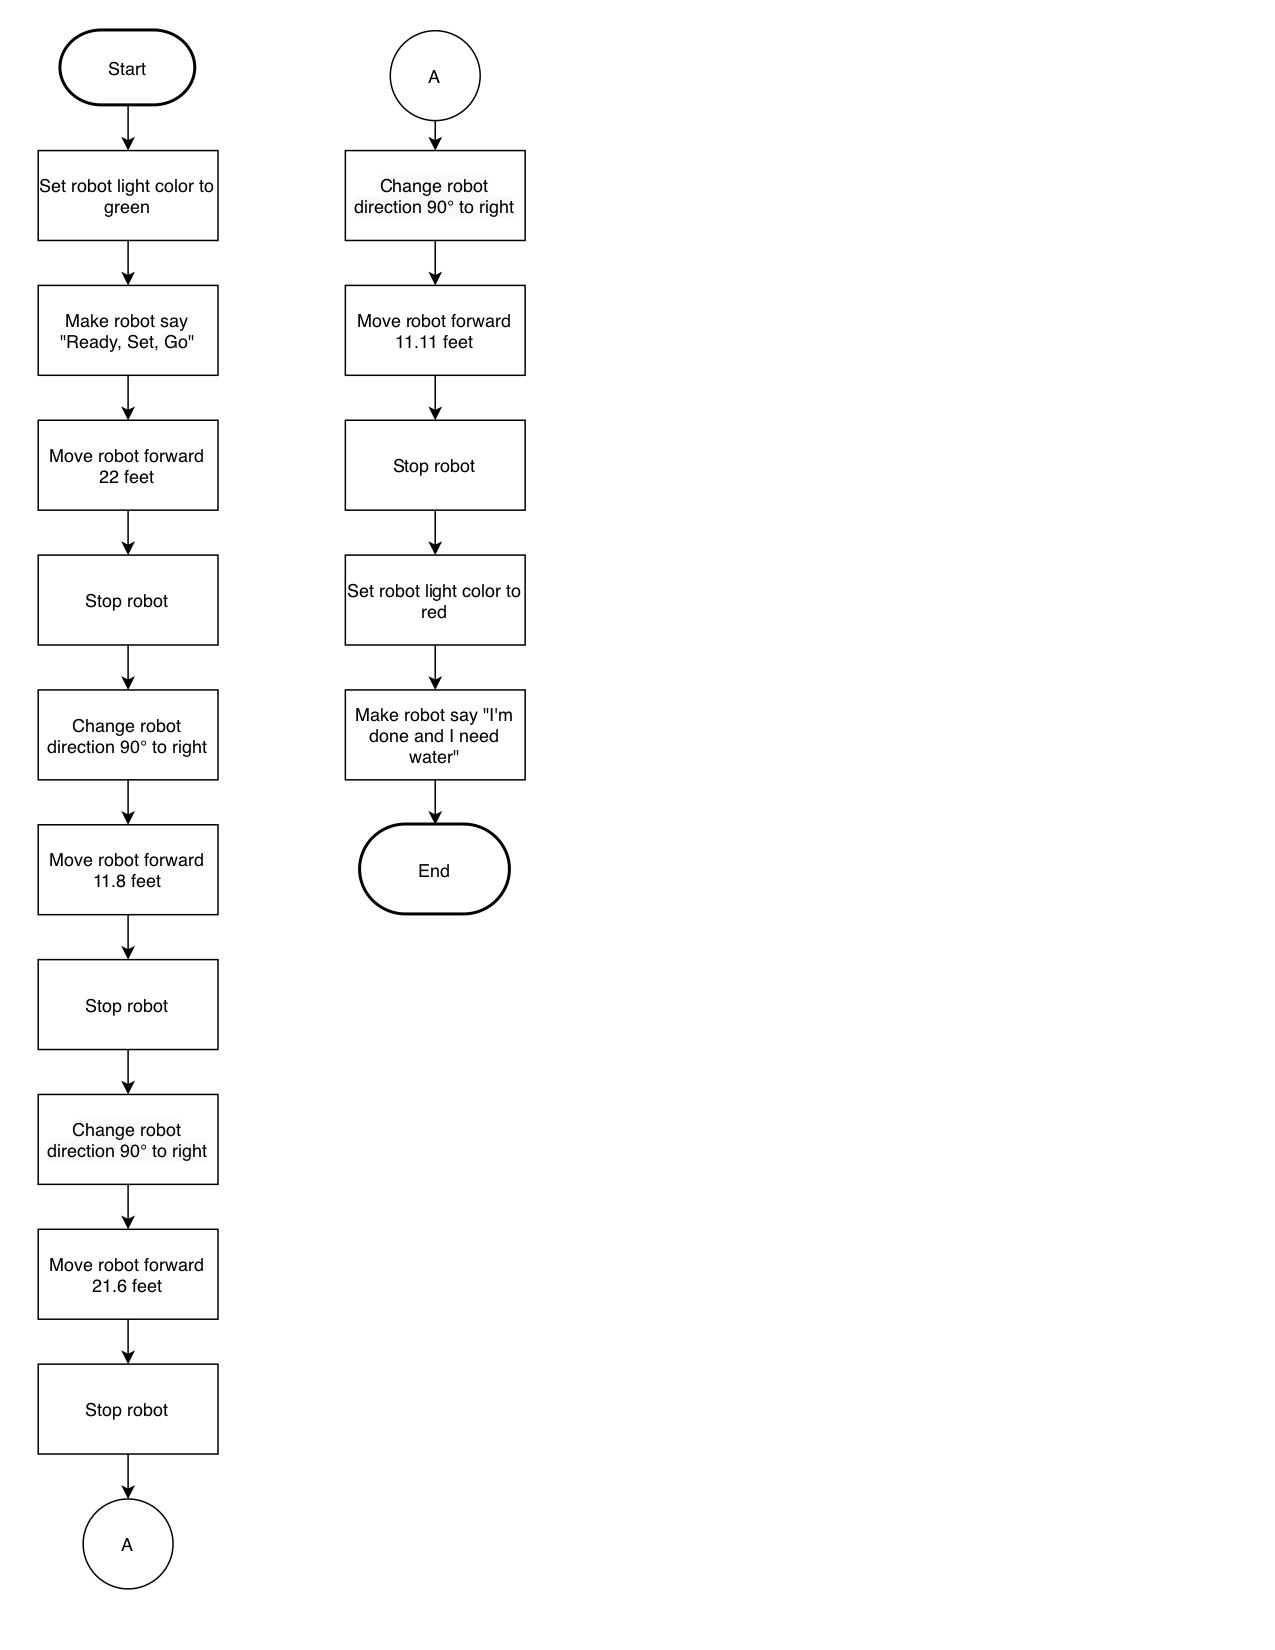 Start
Set robot light color to
green
Make robot say
"Ready, Set, Go"
Move robot forward
22 feet
Stop robot
Change robot
direction 90° to right
Move robot forward
11.8 feet
Stop robot
Change robot
direction 90° to right
Move robot forward
21.6 feet
Stop robot
A
A
Change robot
direction 90° to right
Move robot forward
11.11 feet
Stop robot
Set robot light color to
red
Make robot say "I'm
done and I need
water"
End